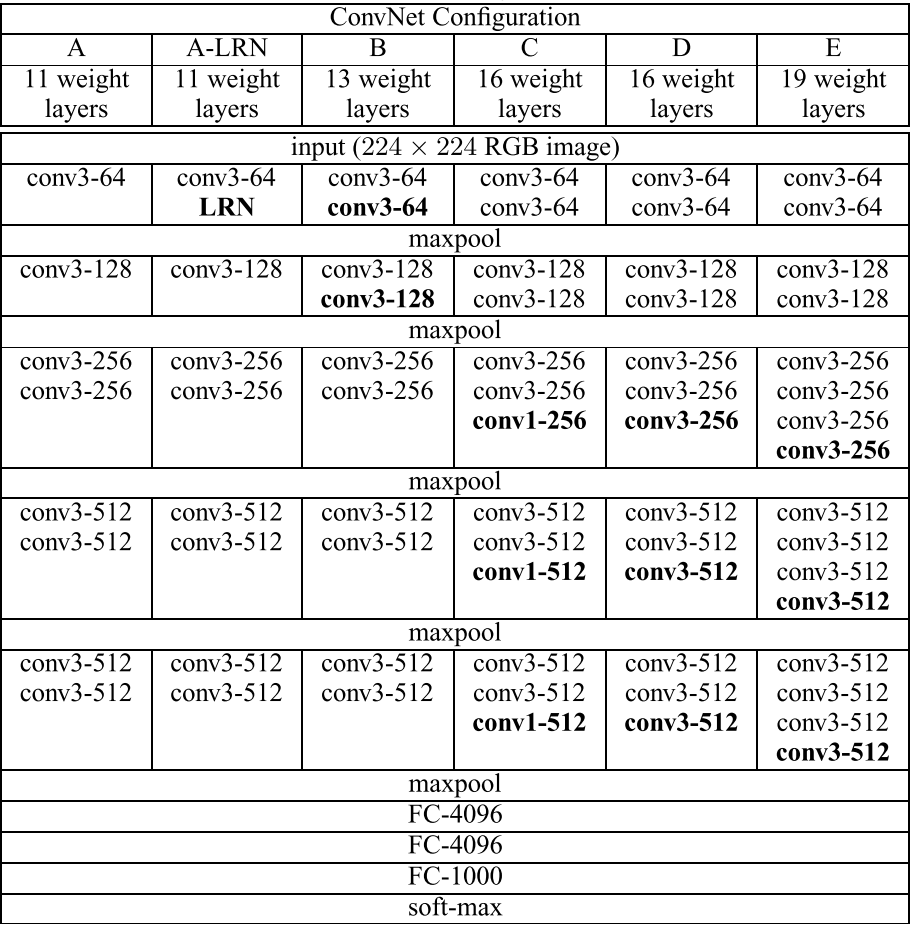 ConvNet Configuration
A A-LRN B C D E
11 weight 11 weight 13 weight 16 weight 16 weight 19 weight
layers layers layers layers layers layers
input (224 × 224 RGB image)
conv3-64 conv3-64 conv3-64 conv3-64 conv3-64 conv3-64
LRN conv3-64 conv3-64 conv3-64 conv3-64
maxpool
conv3-128 conv3-128 conv3-128 conv3-128 conv3-128 conv3-128
conv3-128 conv3-128 conv3-128 conv3-128
maxpool
conv3-256 conv3-256 conv3-256 conv3-256 conv3-256 conv3-256
conv3-256 conv3-256 conv3-256 conv3-256 conv3-256 conv3-256
conv1-256 conv3-256 conv3-256
conv3-256
maxpool
conv3-512 conv3-512 conv3-512 conv3-512 conv3-512 conv3-512
conv3-512 conv3-512 conv3-512 conv3-512 conv3-512 conv3-512
conv1-512 conv3-512 conv3-512
conv3-512
maxpool
conv3-512 conv3-512 conv3-512 conv3-512 conv3-512 conv3-512
conv3-512 conv3-512 conv3-512 conv3-512 conv3-512 conv3-512
conv1-512 conv3-512 conv3-512
conv3-512
maxpool
FC-4096
FC-4096
FC-1000
soft-max